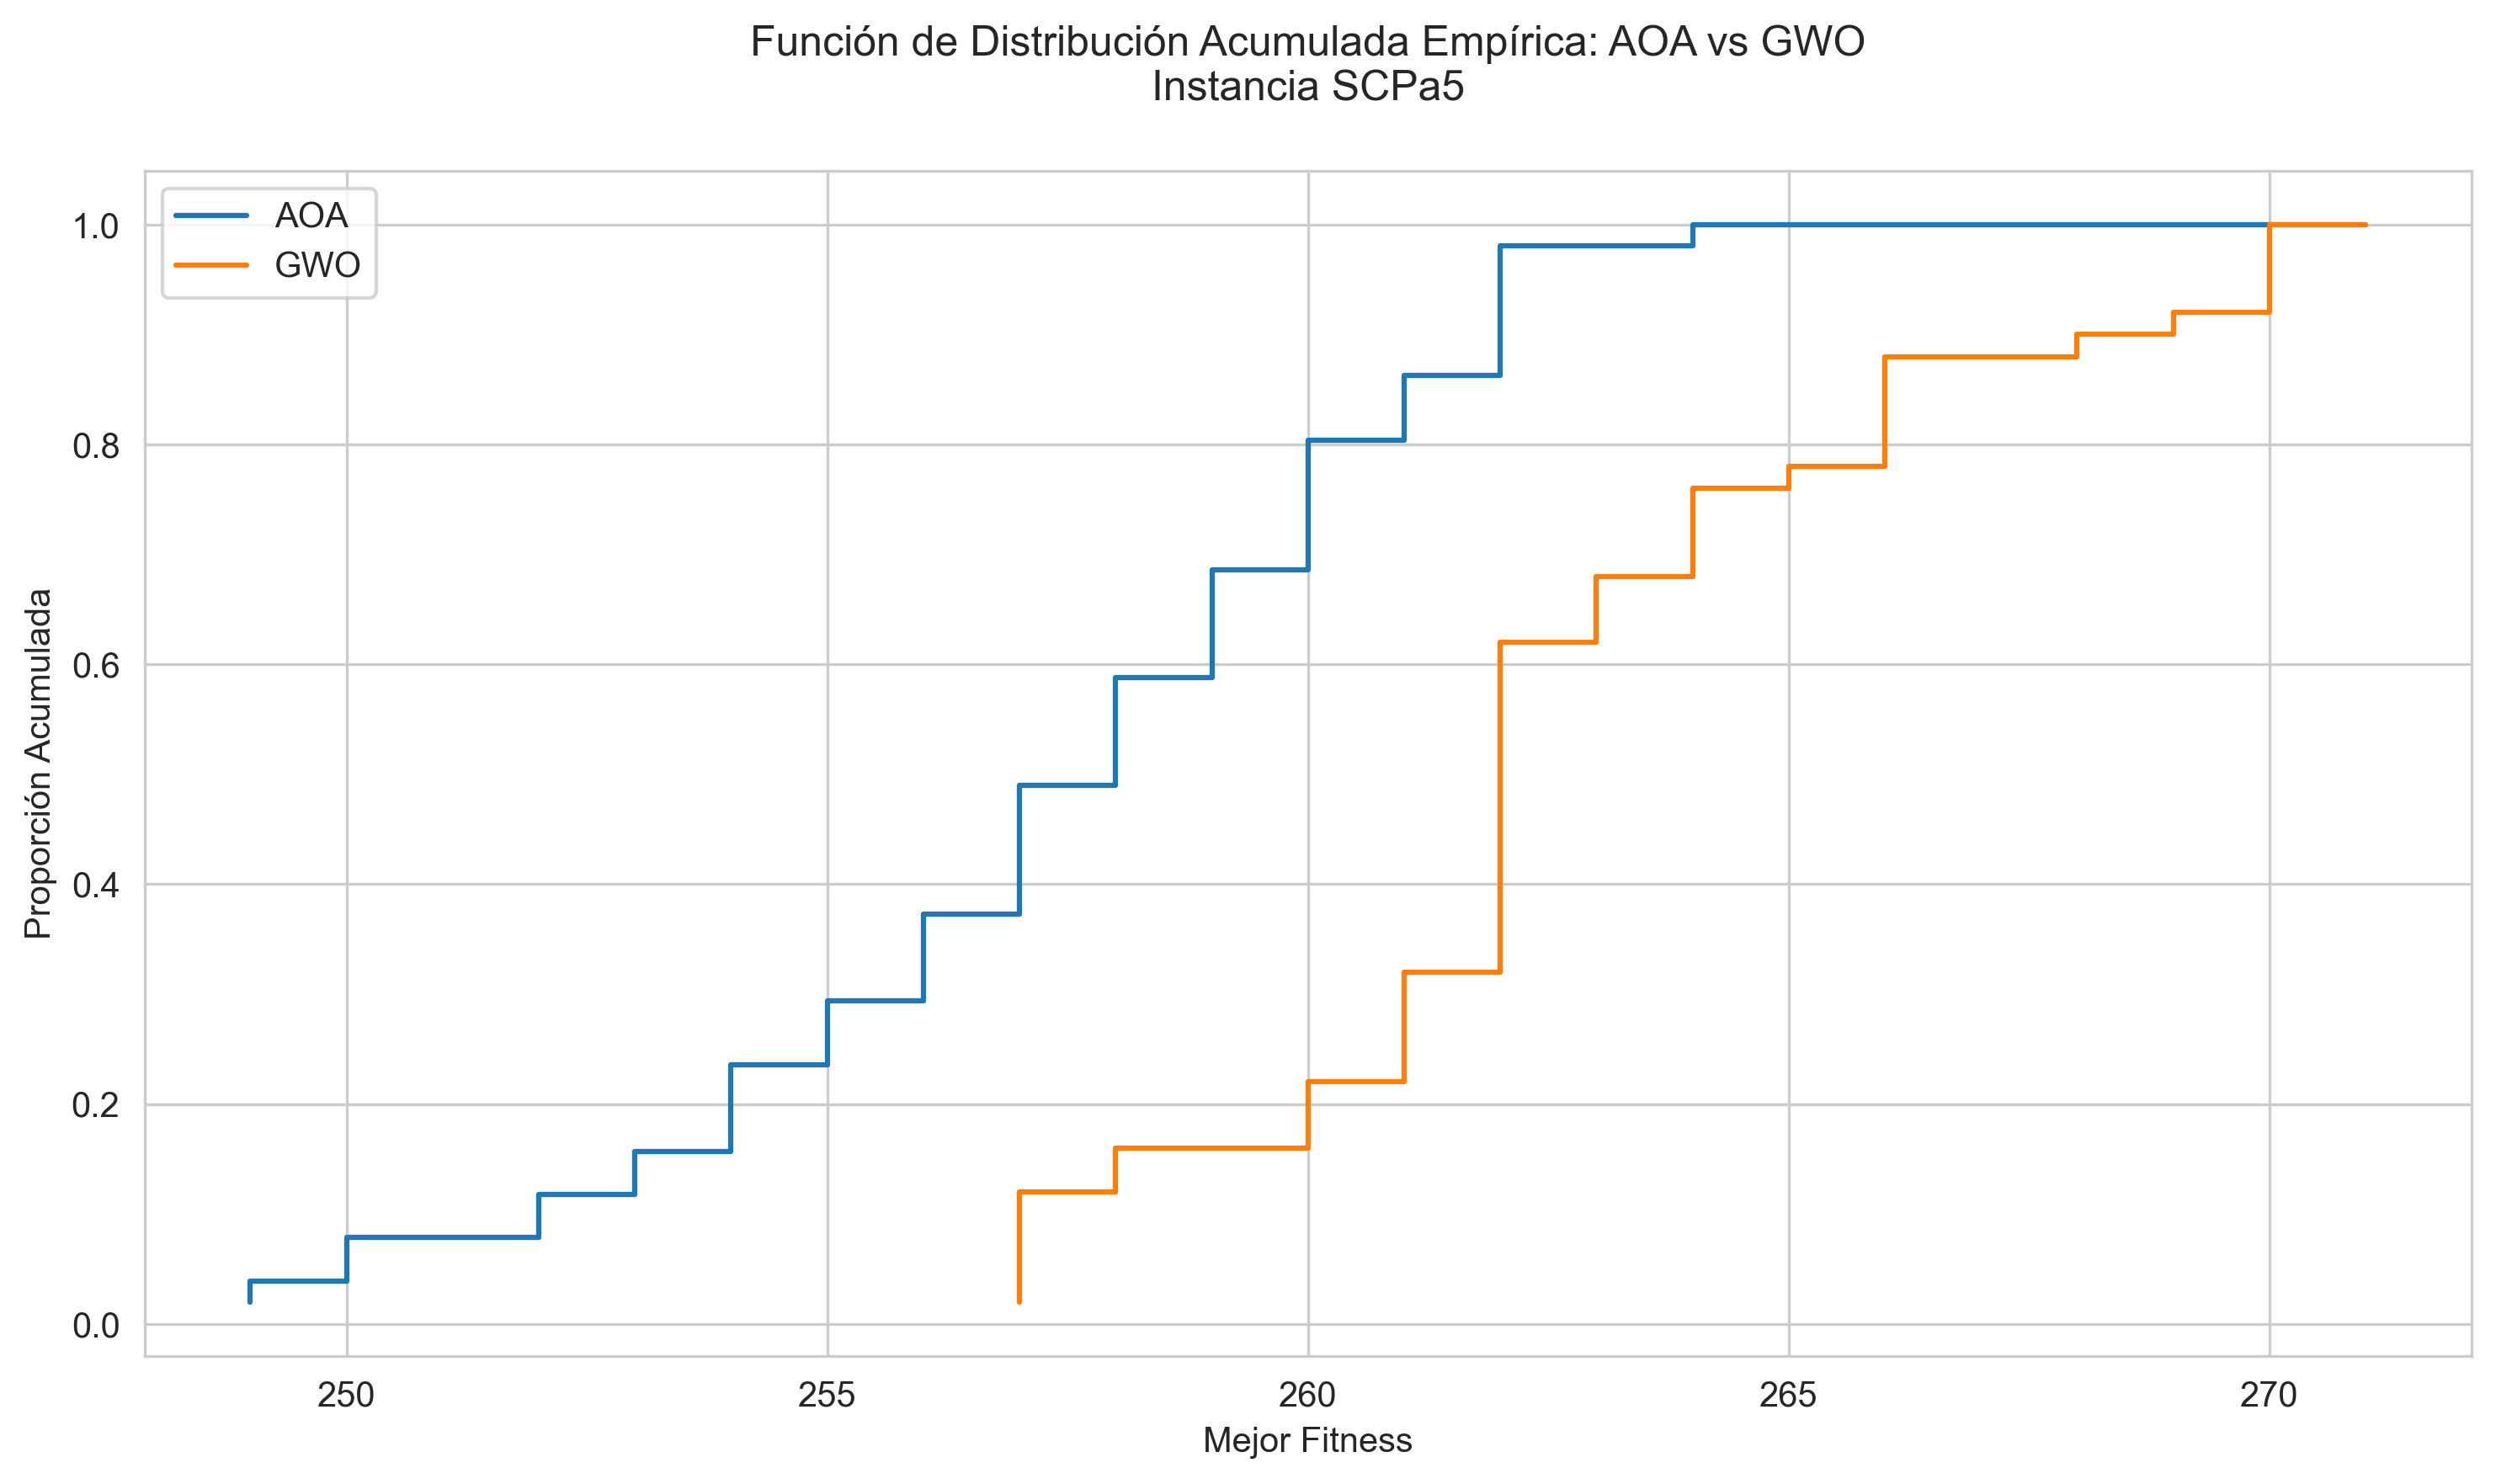 Función de Distribución Acumulada Empírica: AOA vs GWO
Instancia SCPa5
AOA
GWO
1.0
0.8
0.6
0.4
0.2
0.0
Proporción Acumulada
250
255
260
265
270
Mejor Fitness